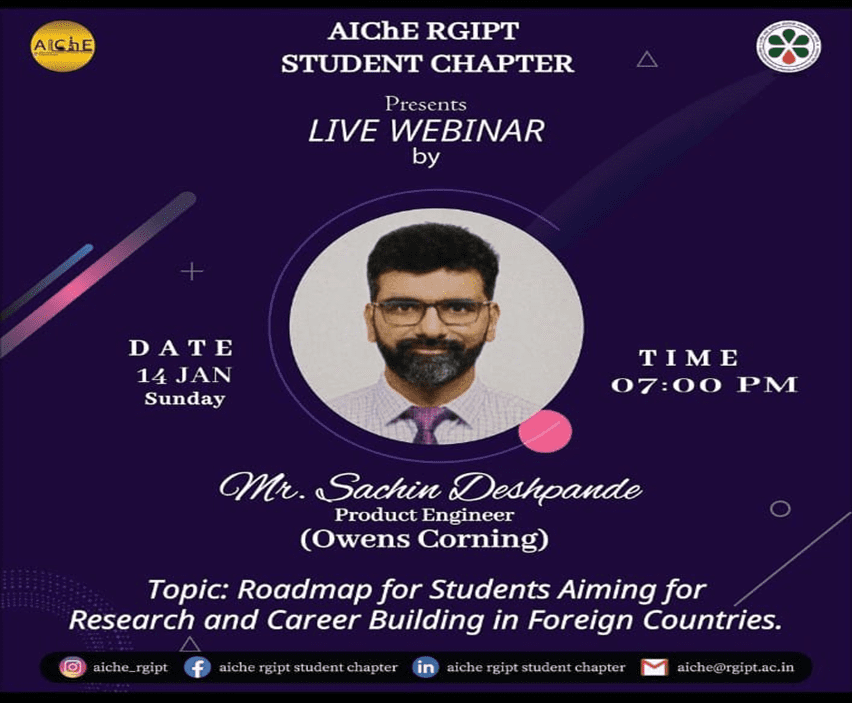 AIChE
AIChE RGIPT
STUDENT CHAPTER
Presents
LIVE WEBINAR
by
DATE
14 JAN
Sunday
TIME
07:00 PM
Mr. Sachin Deshpande
Product Engineer
(Owens Corning)
Topic: Roadmap for Students Aiming for
Research and Career Building in Foreign Countries.
aiche_rgipt
aiche rgipt student chapter
aiche rgipt student chapter
aiche@rgipt.ac.in